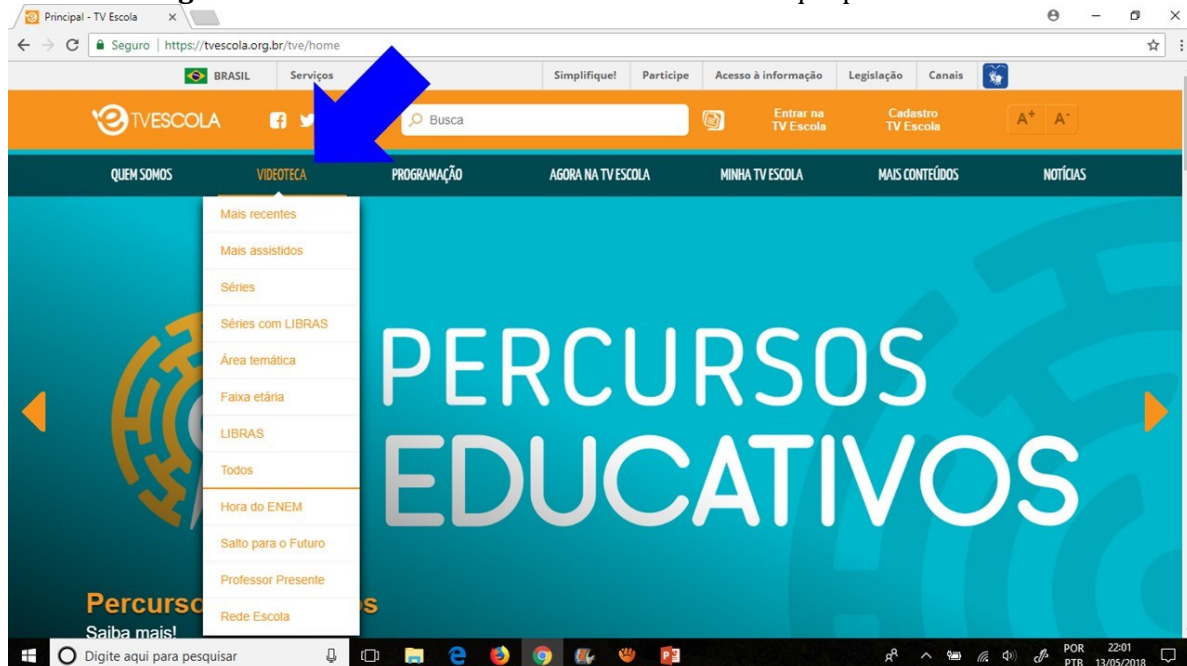 Principal - TV Escola
Seguro | https://tvescola.org.br/tve/home
BRASIL Serviços Simplifique! Participe Acesso à informação Legislação Canais
TVESCOLA Busca Entrar na TV Escola Cadastro TV Escola A+ A-
QUEM SOMOS VIDEOTECA PROGRAMAÇÃO AGORA NA TV ESCOLA MINHA TV ESCOLA MAIS CONTEÚDOS NOTÍCIAS
Mais recentes
Mais assistidos
Séries
Séries com LIBRAS
Área temática
Faixa etária
LIBRAS
Todos
Hora do ENEM
Salto para o Futuro
Professor Presente
Rede Escola
PERCURSOS
EDUCATIVOS
Saiba mais!
Digite aqui para pesquisar
POR 22:01
PTB 13/05/2018